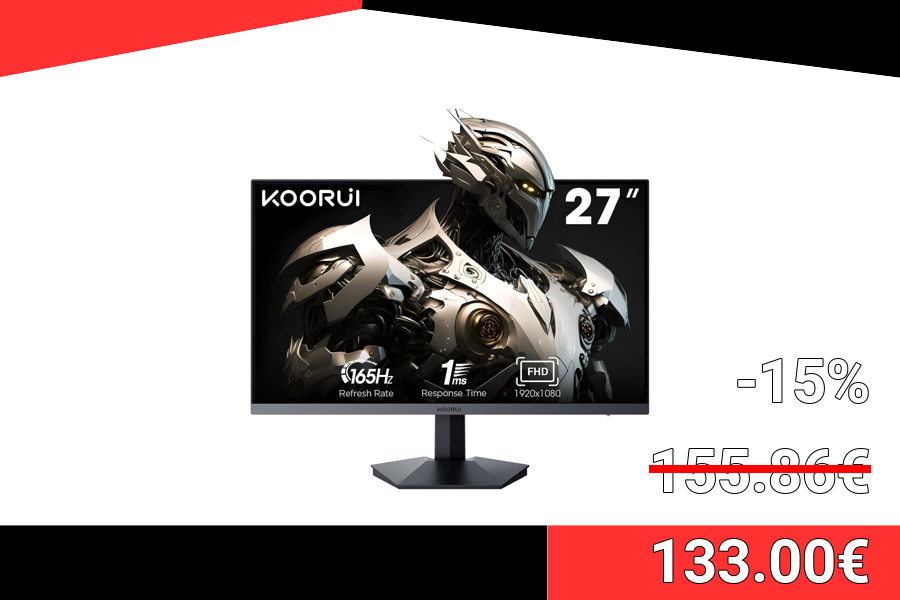 KOORUI
27"
165Hz
Refresh Rate
1ms
Response Time
FHD
1920x1080
KOORUI
-15%
155.86€
133.00€